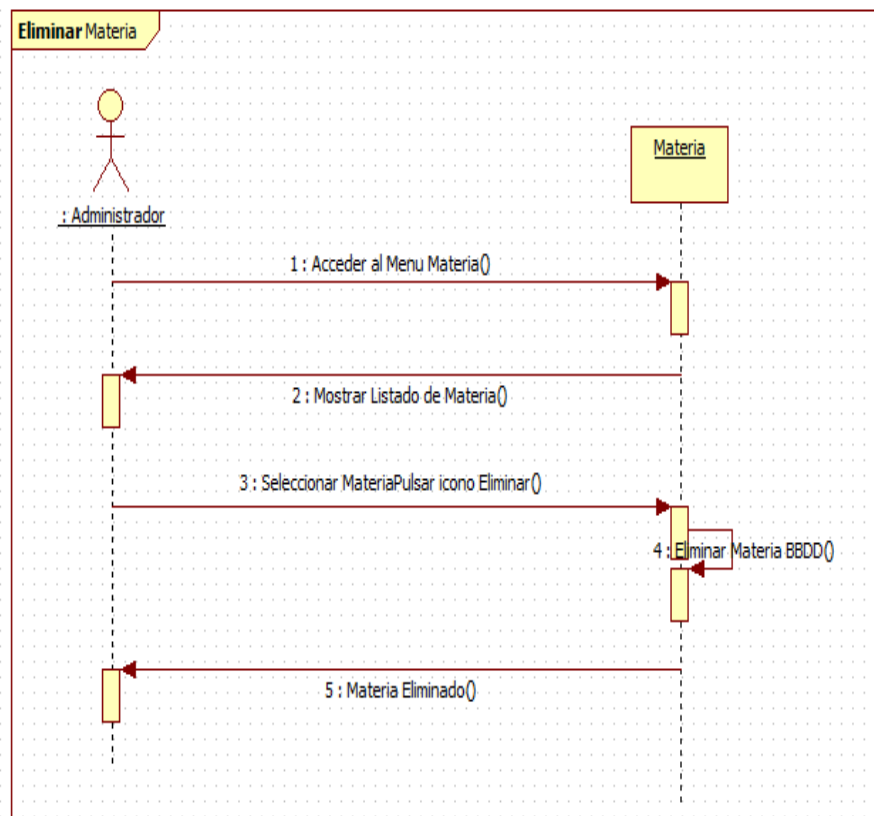 Eliminar Materia
: Administrador
Materia
1 : Acceder al Menu Materia()
2 : Mostrar Listado de Materia()
3 : Seleccionar MateriaPulsar icono Eliminar()
4 : Eliminar Materia BBDD()
5 : Materia Eliminado()